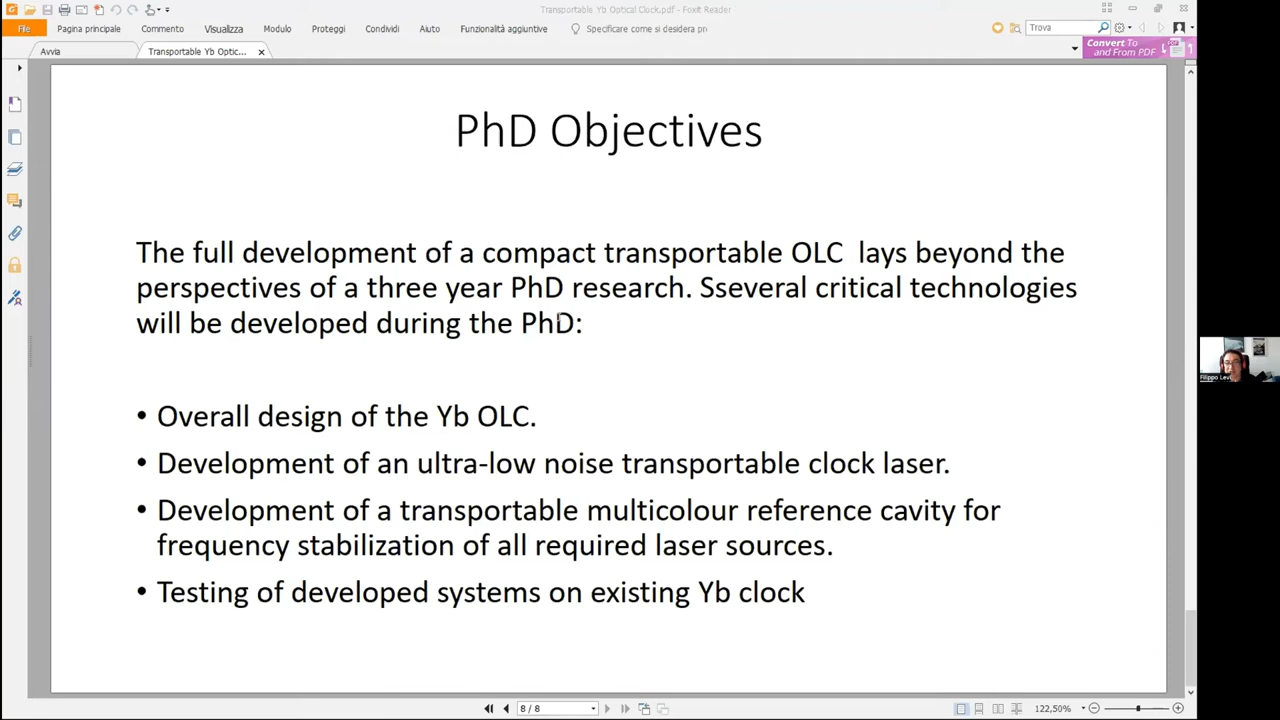 Transportable Yb Optical Clock.pdf - Foxit Reader
File Pagina principale Commento Visualizza Modulo Proteggi Condividi Aiuto Funzionalità aggiuntive Specificare come si desidera pro Trova
Avvia Transportable Yb Optic...
Convert To
and From PDF
PhD Objectives
The full development of a compact transportable OLC lays beyond the
perspectives of a three year PhD research. Sseveral critical technologies
will be developed during the PhD:
• Overall design of the Yb OLC.
• Development of an ultra-low noise transportable clock laser.
• Development of a transportable multicolour reference cavity for
frequency stabilization of all required laser sources.
• Testing of developed systems on existing Yb clock
Filippo Levi
8 / 8
122,50%